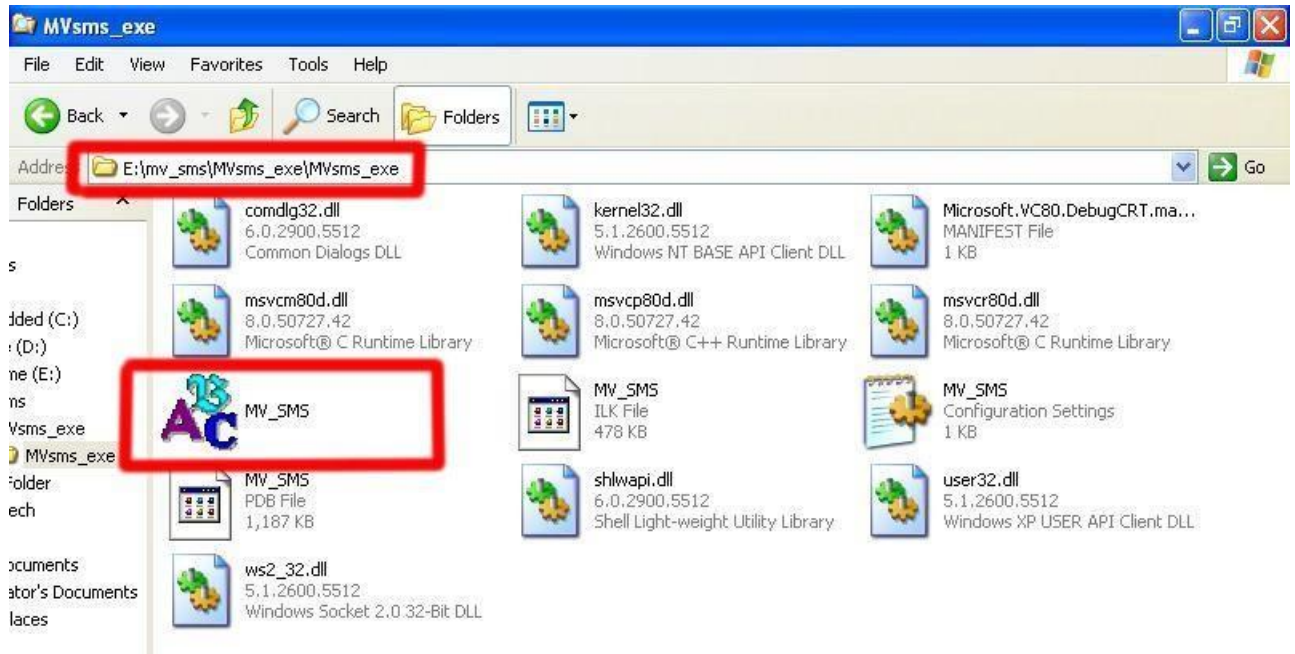 MVsms_exe
File Edit View Favorites Tools Help
Back Search Folders
Addre E:\mv_sms\MVsms_exe\MVsms_exe Go
Folders
comdlg32.dll
6.0.2900.5512
Common Dialogs DLL
kernel32.dll
5.1.2600.5512
Windows NT BASE API Client DLL
Microsoft.VC80.DebugCRT.ma...
MANIFEST File
1 KB
msvcm80d.dll
8.0.50727.42
Microsoft® C Runtime Library
msvcp80d.dll
8.0.50727.42
Microsoft® C++ Runtime Library
msvcr80d.dll
8.0.50727.42
Microsoft® C Runtime Library
MV_SMS
MV_SMS
ILK File
478 KB
MV_SMS
Configuration Settings
1 KB
MV_SMS
PDB File
1,187 KB
shlwapi.dll
6.0.2900.5512
Shell Light-weight Utility Library
user32.dll
5.1.2600.5512
Windows XP USER API Client DLL
ws2_32.dll
5.1.2600.5512
Windows Socket 2.0 32-Bit DLL
s
dded (C:)
(D:)
me (E:)
ms
Vsms_exe
MVsms_exe
Folder
ech
ocuments
ator's Documents
laces